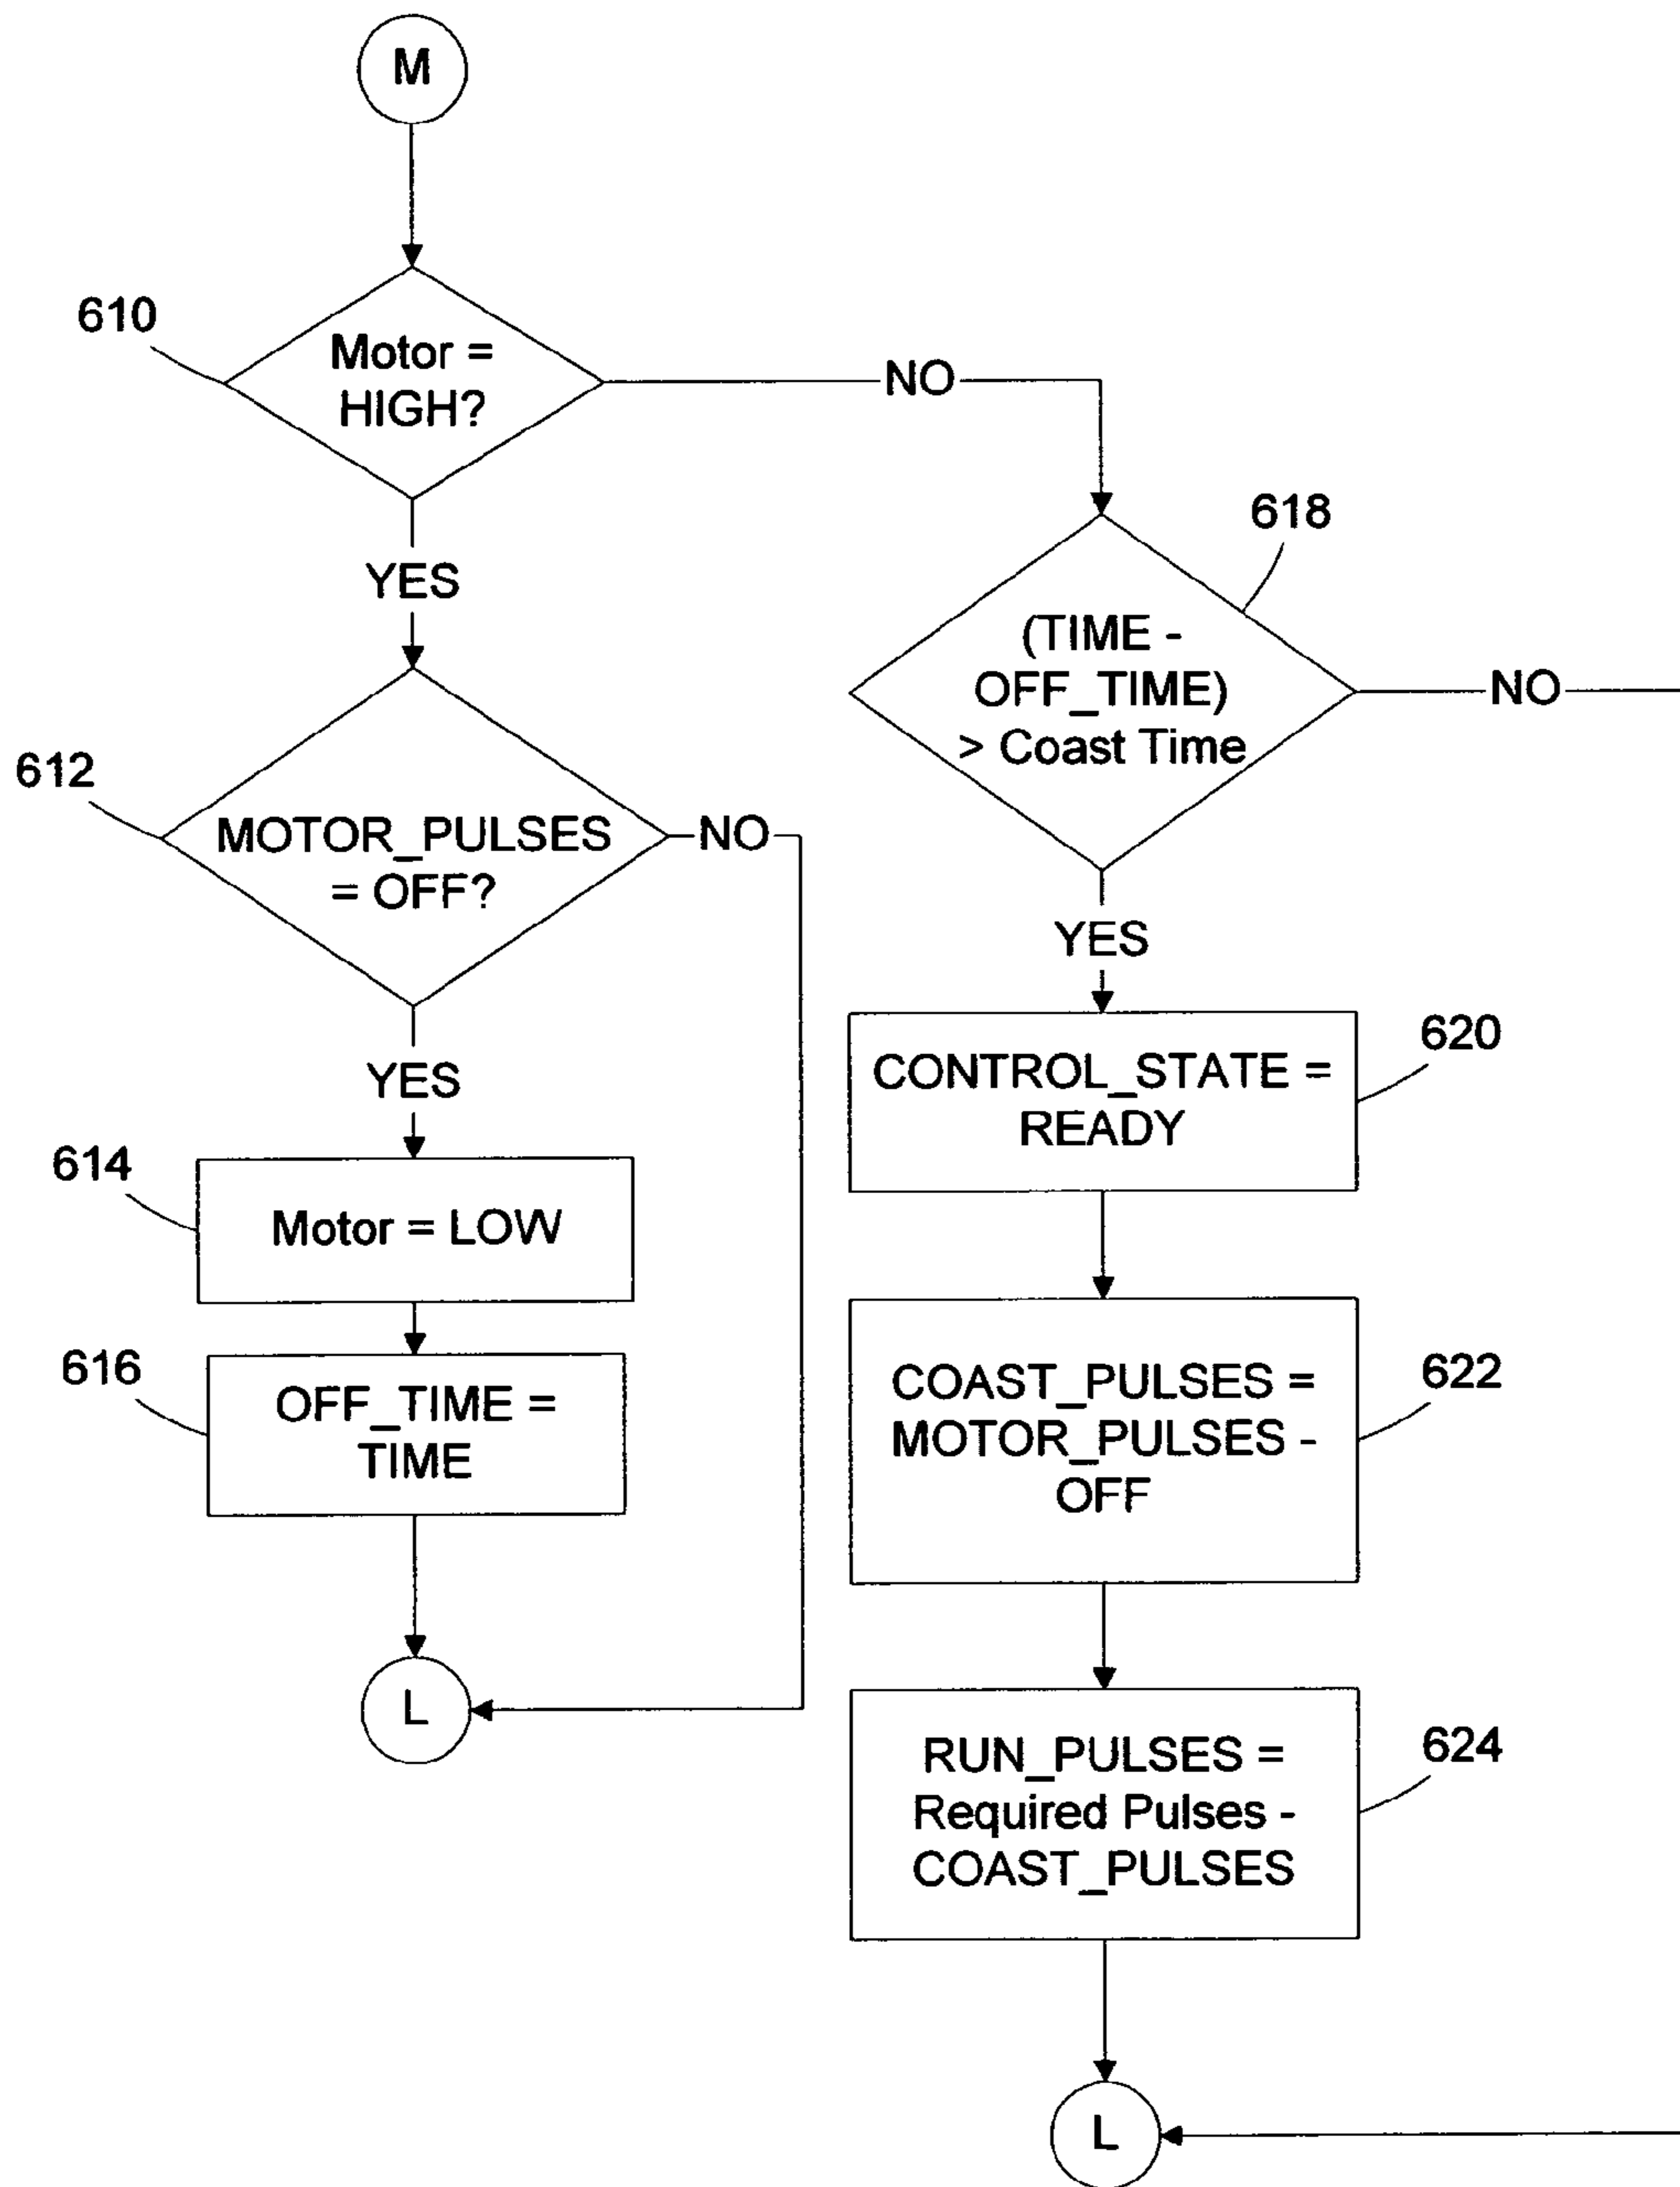 M
610
Motor =
HIGH?
NO
YES
618
(TIME -
OFF_TIME)
> Coast Time
NO
612
MOTOR_PULSES
= OFF?
NO
YES
YES
620
CONTROL_STATE =
READY
614
Motor = LOW
616
OFF_TIME =
TIME
622
COAST_PULSES =
MOTOR_PULSES -
OFF
L
624
RUN_PULSES =
Required Pulses -
COAST_PULSES
L